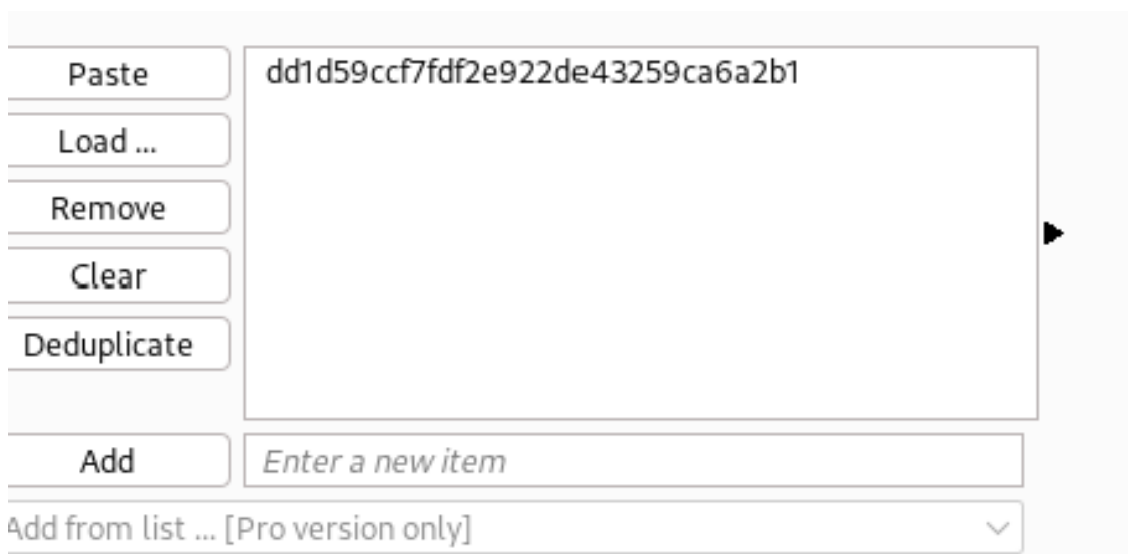 Paste
dd1d59ccf7fdf2e922de43259ca6a2b1
Load ...
Remove
Clear
Deduplicate
Add
Enter a new item
Add from list ... [Pro version only]